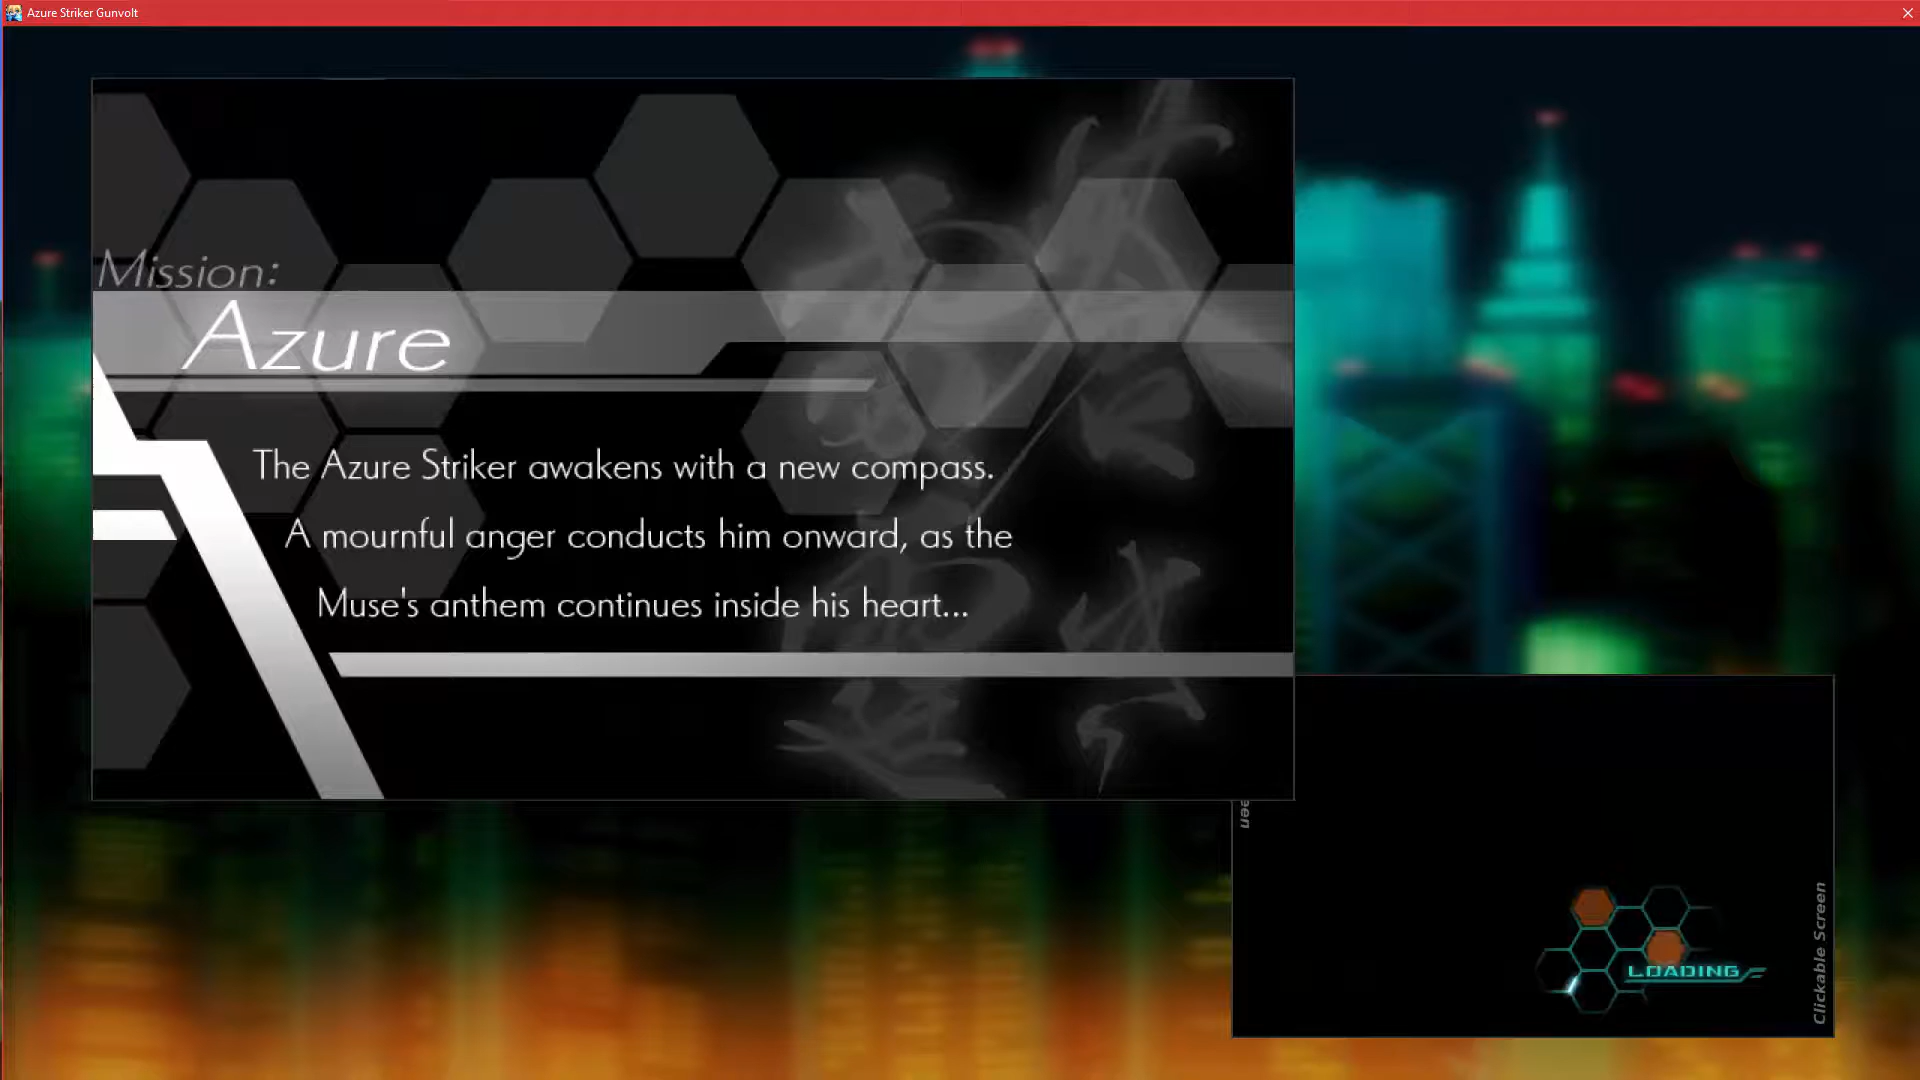 Azure Striker Gunvolt
Mission:
Azure
The Azure Striker awakens with a new compass.
A mournful anger conducts him onward, as the
Muse's anthem continues inside his heart...
LOADING
Clickable Screen